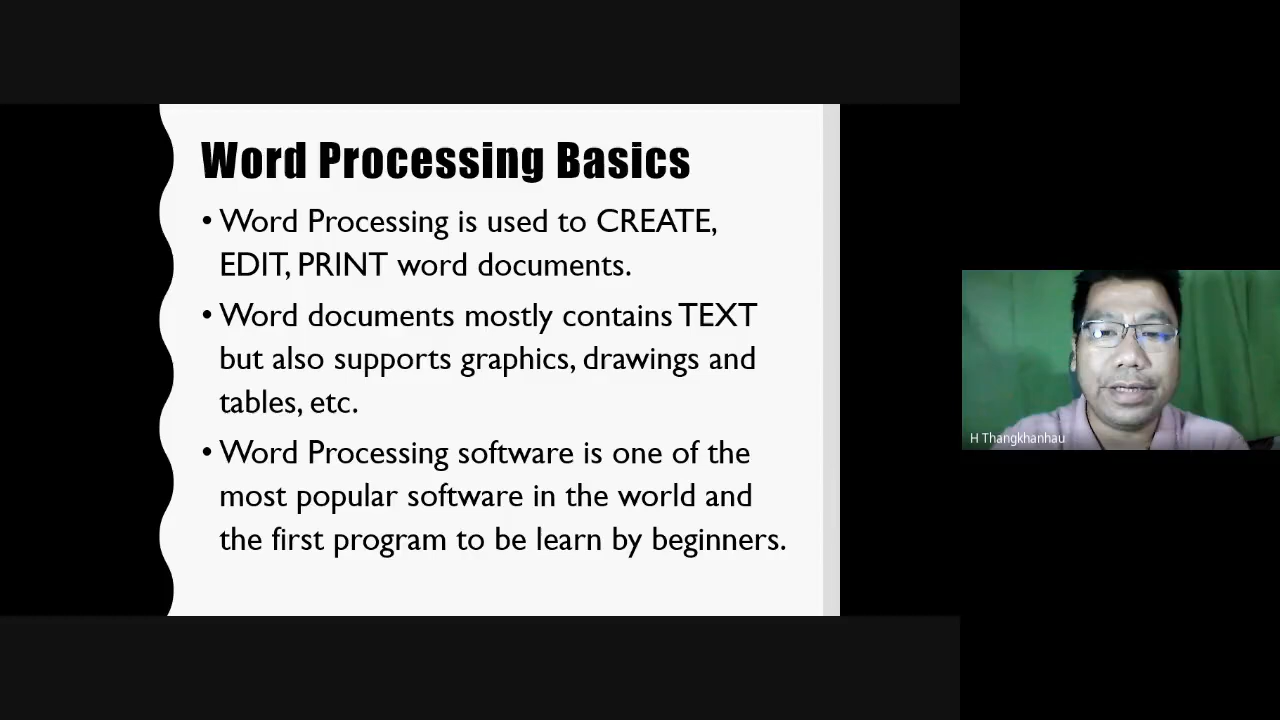 Word Processing Basics
• Word Processing is used to CREATE,
EDIT, PRINT word documents.
• Word documents mostly contains TEXT
but also supports graphics, drawings and
tables, etc.
• Word Processing software is one of the
most popular software in the world and
the first program to be learn by beginners.
H Thangkhanhau